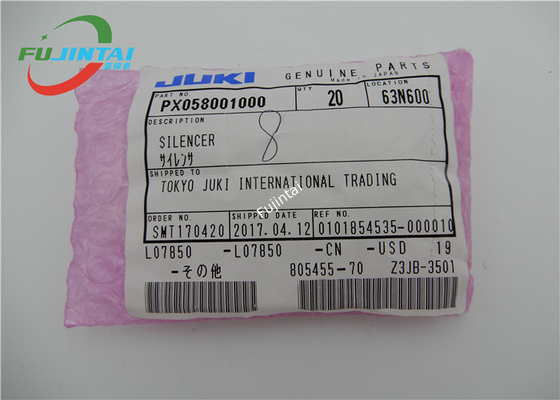 FUJINTAI
JUKI GENUINE PARTS
Made in JAPAN
PART NO. QTY LOCATION
PX058001000 20 63N600
DESCRIPTION
SILENCER 8
サイレンサ
SHIPPED TO
TOKYO JUKI INTERNATIONAL TRADING
Fujintai
ORDER NO. SHIPPED DATE REF NO.
SMT170420 2017.04.12 0101854535-000010
L07850 -L07850 -CN -USD 19
-その他 805455-70 Z3JB-3501